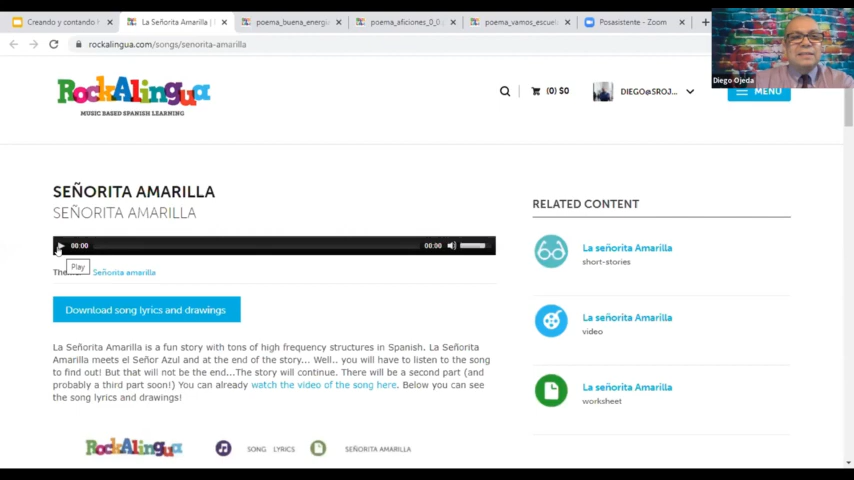 Creando y contando h
La Señorita Amarilla |
poema_buena_energi
poema_aficiones_0_0.
poema_vamos_escuel
Posasistente - Zoom
rockalingua.com/songs/senorita-amarilla
Diego Ojeda
RockAlingua
MUSIC BASED SPANISH LEARNING
(0) $0
DIEGO@SROJ...
MENU
SEÑORITA AMARILLA
SEÑORITA AMARILLA
00:00
00:00
Play
Señorita amarilla
Download song lyrics and drawings
La Señorita Amarilla is a fun story with tons of high frequency structures in Spanish. La Señorita
Amarilla meets el Señor Azul and at the end of the story... Well.. you will have to listen to the song
to find out! But that will not be the end...The story will continue. There will be a second part (and
probably a third part soon!) You can already watch the video of the song here. Below you can see
the song lyrics and drawings!
RockAlingua
SONG LYRICS
SEÑORITA AMARILLA
RELATED CONTENT
La señorita Amarilla
short-stories
La señorita Amarilla
video
La señorita Amarilla
worksheet